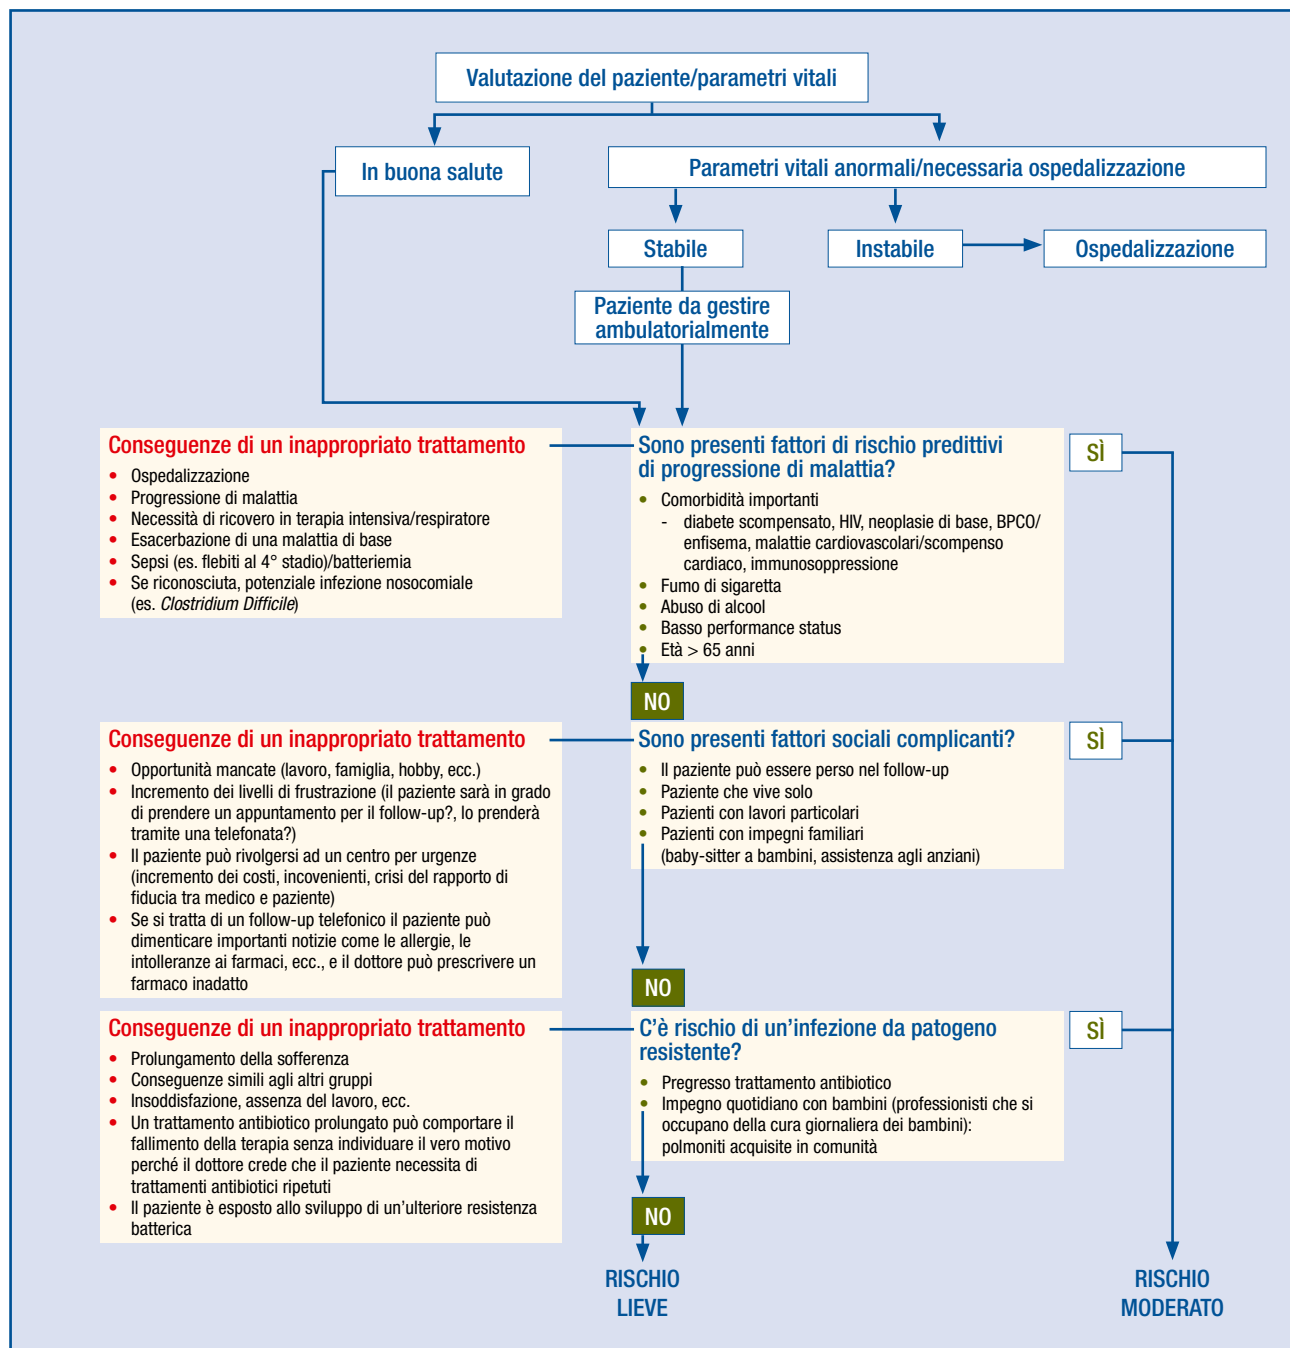 Valutazione del paziente/parametri vitali
In buona salute
Parametri vitali anormali/necessaria ospedalizzazione
Stabile
Instabile
Ospedalizzazione
Paziente da gestire
ambulatorialmente
Conseguenze di un inappropriato trattamento
• Ospedalizzazione
• Progressione di malattia
• Necessità di ricovero in terapia intensiva/respiratore
• Esacerbazione di una malattia di base
• Sepsi (es. flebiti al 4° stadio)/batteriemia
• Se riconosciuta, potenziale infezione nosocomiale
(es. Clostridium Difficile)
Sono presenti fattori di rischio predittivi
di progressione di malattia?
• Comorbidità importanti
- diabete scompensato, HIV, neoplasie di base, BPCO/
enfisema, malattie cardiovascolari/scompenso
cardiaco, immunosoppressione
• Fumo di sigaretta
• Abuso di alcool
• Basso performance status
• Età > 65 anni
SÌ
NO
Conseguenze di un inappropriato trattamento
• Opportunità mancate (lavoro, famiglia, hobby, ecc.)
• Incremento dei livelli di frustrazione (il paziente sarà in grado
di prendere un appuntamento per il follow-up?, lo prenderà
tramite una telefonata?)
• Il paziente può rivolgersi ad un centro per urgenze
(incremento dei costi, incovenienti, crisi del rapporto di
fiducia tra medico e paziente)
• Se si tratta di un follow-up telefonico il paziente può
dimenticare importanti notizie come le allergie, le
intolleranze ai farmaci, ecc., e il dottore può prescrivere un
farmaco inadatto
Sono presenti fattori sociali complicanti?
• Il paziente può essere perso nel follow-up
• Paziente che vive solo
• Pazienti con lavori particolari
• Pazienti con impegni familiari
(baby-sitter a bambini, assistenza agli anziani)
SÌ
NO
Conseguenze di un inappropriato trattamento
• Prolungamento della sofferenza
• Conseguenze simili agli altri gruppi
• Insoddisfazione, assenza del lavoro, ecc.
• Un trattamento antibiotico prolungato può comportare il
fallimento della terapia senza individuare il vero motivo
perché il dottore crede che il paziente necessita di
trattamenti antibiotici ripetuti
• Il paziente è esposto allo sviluppo di un'ulteriore resistenza
batterica
C'è rischio di un'infezione da patogeno
resistente?
• Pregresso trattamento antibiotico
• Impegno quotidiano con bambini (professionisti che si
occupano della cura giornaliera dei bambini):
polmoniti acquisite in comunità
SÌ
NO
RISCHIO
LIEVE
RISCHIO
MODERATO